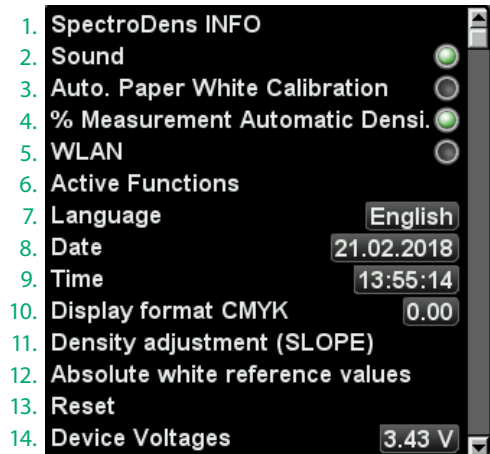 1. SpectroDens INFO
2. Sound
3. Auto. Paper White Calibration
4. % Measurement Automatic Densi.
5. WLAN
6. Active Functions
7. Language English
8. Date 21.02.2018
9. Time 13:55:14
10. Display format CMYK 0.00
11. Density adjustment (SLOPE)
12. Absolute white reference values
13. Reset
14. Device Voltages 3.43 V